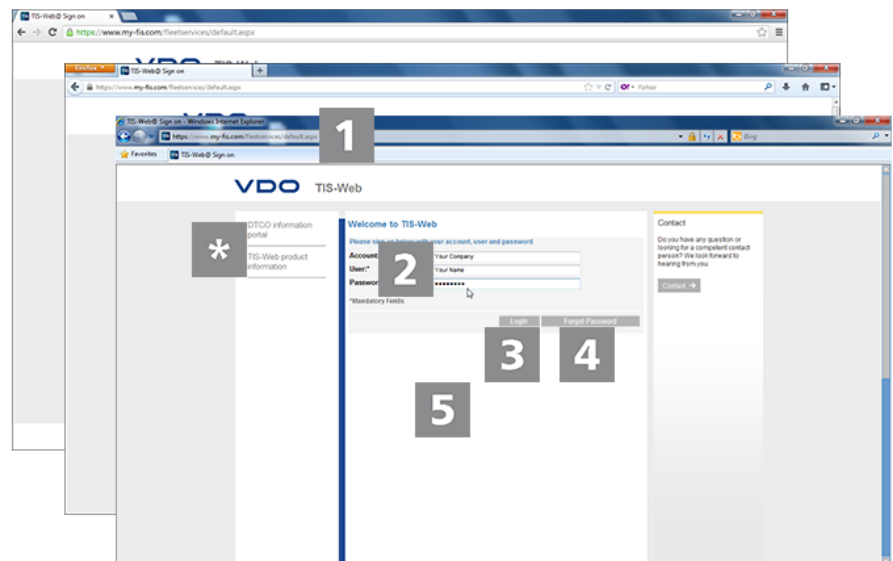 TIS-Web® Sign on
https://www.my-fis.com/fleetservices/default.aspx
Firefox
TIS-Web® Sign on
https://www.my-fis.com/fleetservices/default.aspx
Yahoo
TIS-Web® Sign on - Windows Internet Explorer
https://www.my-fis.com/fleetservices/default.aspx
Bing
Favorites
TIS-Web® Sign on
1
VDO TIS-Web
DTCO information
portal
TIS-Web product
information
*
Welcome to TIS-Web
Please sign on below with your account, user and password
Account:
Your Company
User:*
Your Name
Password
2
*Mandatory Fields
Login
Forgot Password
3
4
5
Contact
Do you have any question or
looking for a competent contact
person? We look forward to
hearing from you.
Contact →